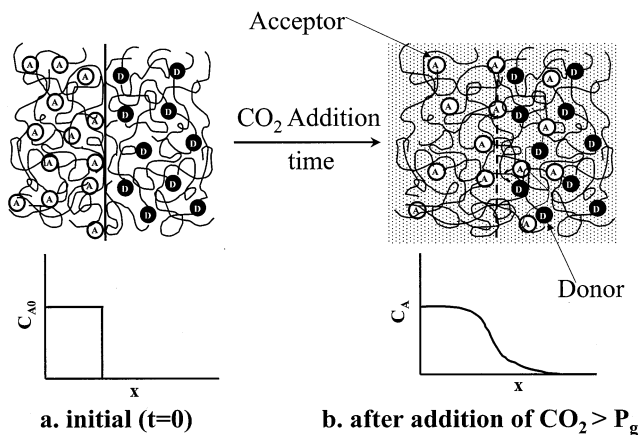 Acceptor
A A A A A A A A A A A A A
D D D D D D D D D D
CO₂ Addition
time
A A A A A A A A A A A A A
D D D D D D D D D D
Donor
C_A0
x
C_A
x
a. initial (t=0)
b. after addition of CO₂ > P_g